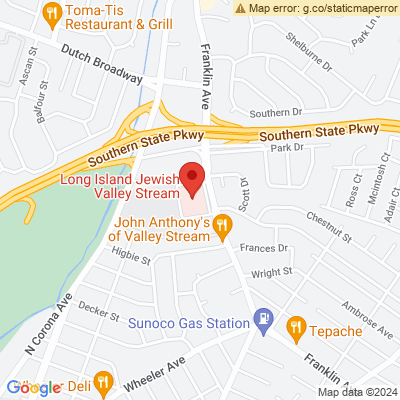 Map error: g.co/staticmaperror
Toma-Tis
Restaurant & Grill
Park Ln
Shelburne Dr
Ascan St
Dutch Broadway
Franklin Ave
Balfour St
Southern Dr
Southern State Pkwy
Southern State Pkwy
Park Dr
McIntosh Ct
Ross Ct
Adair Ct
Long Island Jewish
Valley Stream
Scott Dr
Chestnut St
John Anthony's
of Valley Stream
Frances Dr
Higbie St
Wright St
N Corona Ave
Decker St
Ambrose Ave
Sunoco Gas Station
Tepache
Wheeler Ave
Franklin Ave
Google
Deli
Map data ©2024